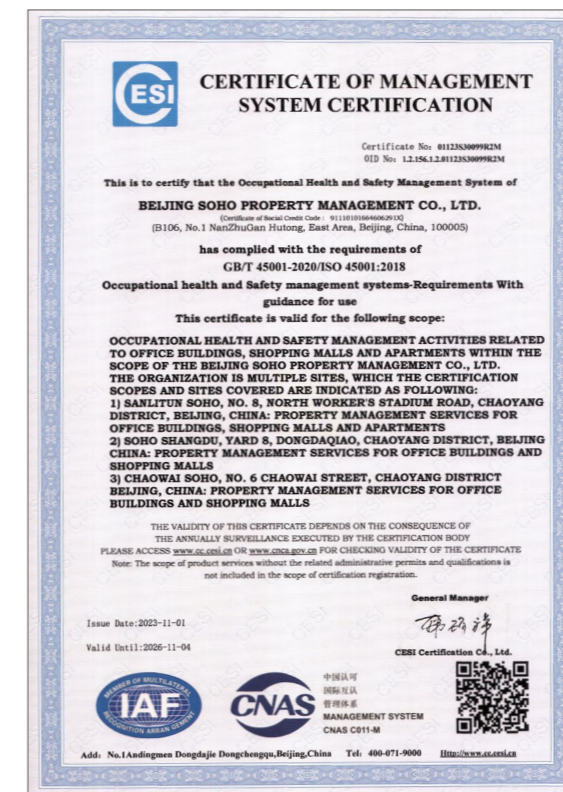 CESI
CERTIFICATE OF MANAGEMENT
SYSTEM CERTIFICATION
Certificate No: 01123S30099R2M
OID No: 1.2.156.1.2.01123S30099R2M
This is to certify that the Occupational Health and Safety Management System of
BEIJING SOHO PROPERTY MANAGEMENT CO., LTD.
(Certificate of Social Credit Code : 91110101664606291X)
(B106, No.1 NanZhuGan Hutong, East Area, Beijing, China, 100005)
has complied with the requirements of
GB/T 45001-2020/ISO 45001:2018
Occupational health and Safety management systems-Requirements With
guidance for use
This certificate is valid for the following scope:
OCCUPATIONAL HEALTH AND SAFETY MANAGEMENT ACTIVITIES RELATED
TO OFFICE BUILDINGS, SHOPPING MALLS AND APARTMENTS WITHIN THE
SCOPE OF THE BEIJING SOHO PROPERTY MANAGEMENT CO., LTD.
THE ORGANIZATION IS MULTIPLE SITES, WHICH THE CERTIFICATION
SCOPES AND SITES COVERED ARE INDICATED AS FOLLOWING:
1) SANLITUN SOHO, NO. 8, NORTH WORKER'S STADIUM ROAD, CHAOYANG
DISTRICT, BEIJING, CHINA: PROPERTY MANAGEMENT SERVICES FOR
OFFICE BUILDINGS, SHOPPING MALLS AND APARTMENTS
2) SOHO SHANGDU, YARD 8, DONGDAQIAO, CHAOYANG DISTRICT, BEIJING
CHINA: PROPERTY MANAGEMENT SERVICES FOR OFFICE BUILDINGS AND
SHOPPING MALLS
3) CHAOWAI SOHO, NO. 6 CHAOWAI STREET, CHAOYANG DISTRICT
BEIJING, CHINA: PROPERTY MANAGEMENT SERVICES FOR OFFICE
BUILDINGS AND SHOPPING MALLS
THE VALIDITY OF THIS CERTIFICATE DEPENDS ON THE CONSEQUENCE OF
THE ANNUALLY SURVEILLANCE EXECUTED BY THE CERTIFICATION BODY
PLEASE ACCESS www.cc.cesi.cn OR www.cnca.gov.cn FOR CHECKING VALIDITY OF THE CERTIFICATE
Note: The scope of product services without the related administrative permits and qualifications is
not included in the scope of certification registration.
General Manager
Issue Date:2023-11-01
Valid Until:2026-11-04
CESI Certification Co., Ltd.
MEMBER OF MULTILATERAL
IAF
RECOGNITION ARRANGEMENT
CNAS
中国认可
国际互认
管理体系
MANAGEMENT SYSTEM
CNAS C011-M
Add: No.1Andingmen Dongdajie Dongchengqu,Beijing,China Tel: 400-071-9000 Http://www.cc.cesi.cn